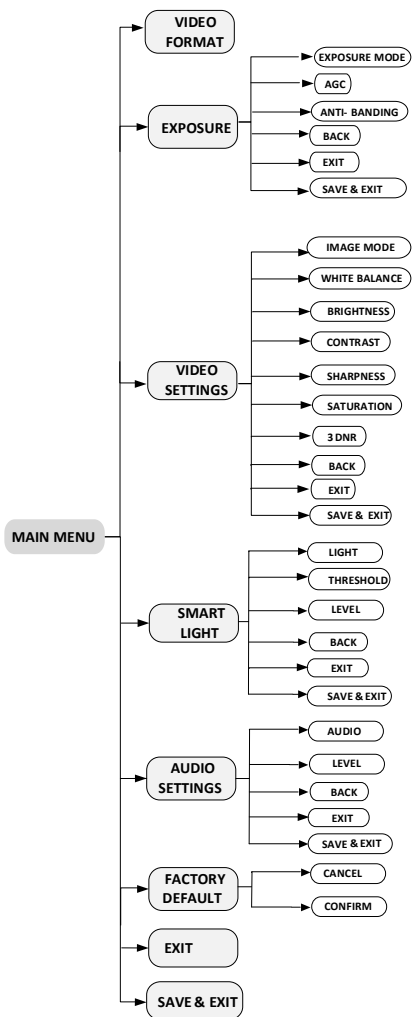 VIDEO
FORMAT
EXPOSURE MODE
AGC
EXPOSURE
ANTI- BANDING
BACK
EXIT
SAVE & EXIT
IMAGE MODE
WHITE BALANCE
BRIGHTNESS
CONTRAST
VIDEO
SETTINGS
SHARPNESS
SATURATION
3DNR
BACK
EXIT
SAVE & EXIT
MAIN MENU
LIGHT
THRESHOLD
SMART
LIGHT
LEVEL
BACK
EXIT
SAVE & EXIT
AUDIO
AUDIO
SETTINGS
LEVEL
BACK
EXIT
SAVE & EXIT
FACTORY
DEFAULT
CANCEL
CONFIRM
EXIT
SAVE & EXIT